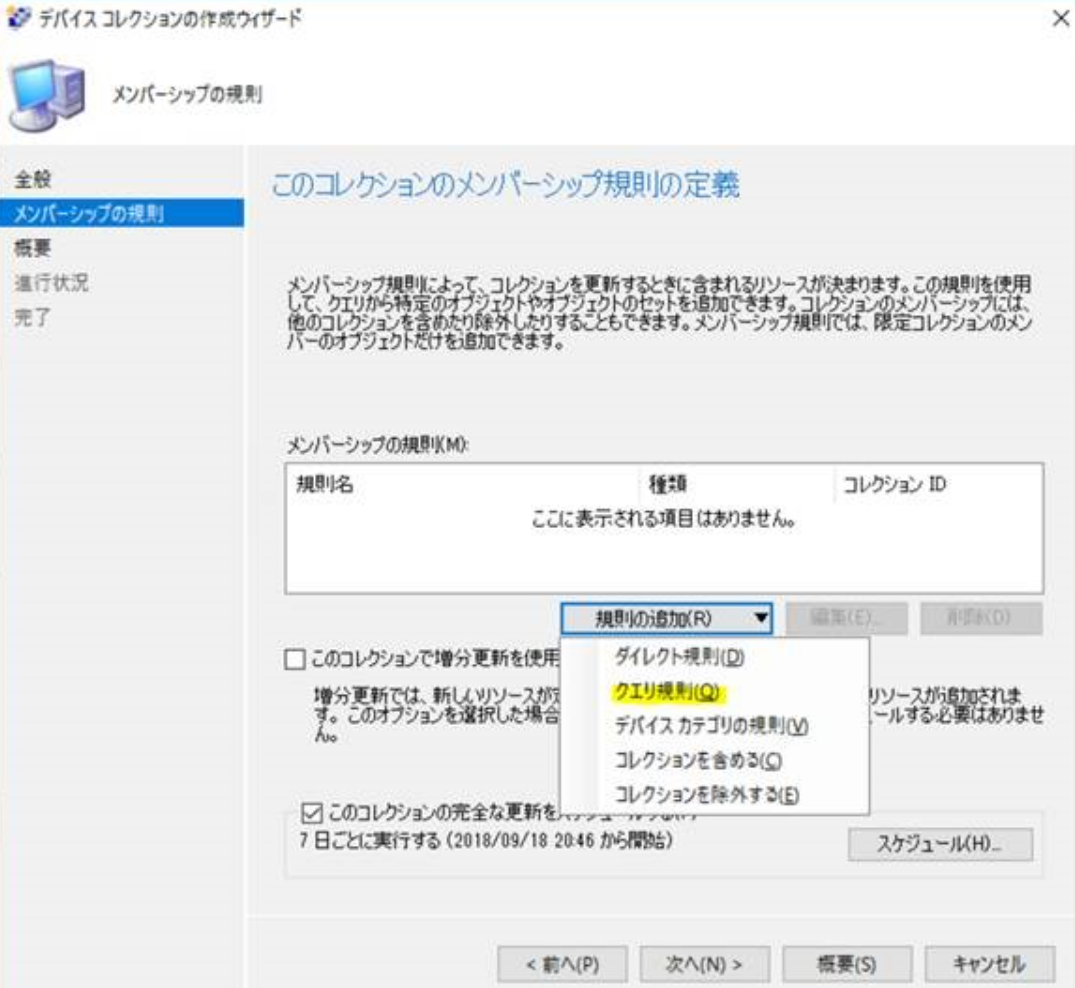 デバイス コレクションの作成ウィザード
メンバーシップの規則
全般
メンバーシップの規則
概要
進行状況
完了
このコレクションのメンバーシップ規則の定義
メンバーシップ規則によって、コレクションを更新するときに含まれるリソースが決まります。この規則を使用
して、クエリから特定のオブジェクトやオブジェクトのセットを追加できます。コレクションのメンバーシップには、
他のコレクションを含めたり除外したりすることもできます。メンバーシップ規則では、限定コレクションのメン
バーのオブジェクトだけを追加できます。
メンバーシップの規則(M):
規則名 種類 コレクション ID
ここに表示される項目はありません。
規則の追加(R) 編集(E)... 削除(D)
ダイレクト規則(D)
クエリ規則(Q)
デバイス カテゴリの規則(V)
コレクションを含める(C)
コレクションを除外する(E)
このコレクションで増分更新を使用
増分更新では、新しいリソースが リソースが追加されま
す。このオプションを選択した場合 ールする必要はありませ
ん。
このコレクションの完全な更新を
7 日ごとに実行する (2018/09/18 20:46 から開始)
スケジュール(H)...
< 前へ(P) 次へ(N) > 概要(S) キャンセル